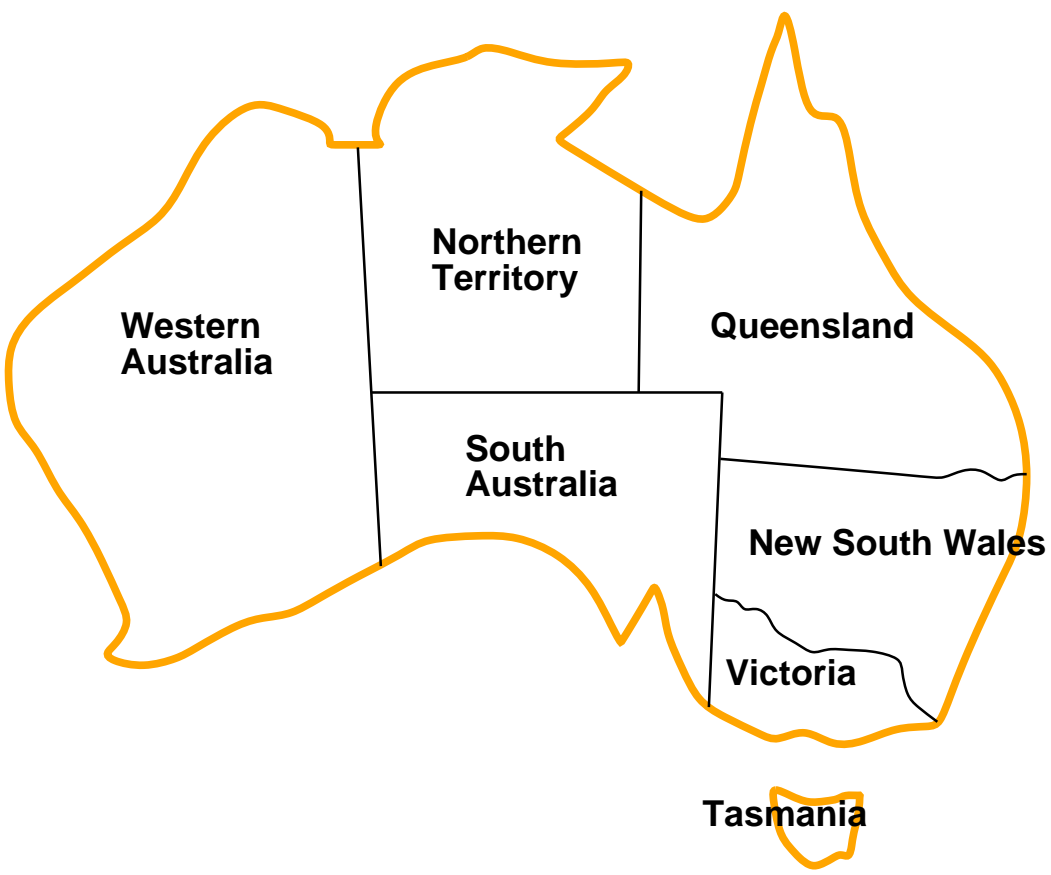 Northern
Territory
Western
Australia
Queensland
South
Australia
New South Wales
Victoria
Tasmania